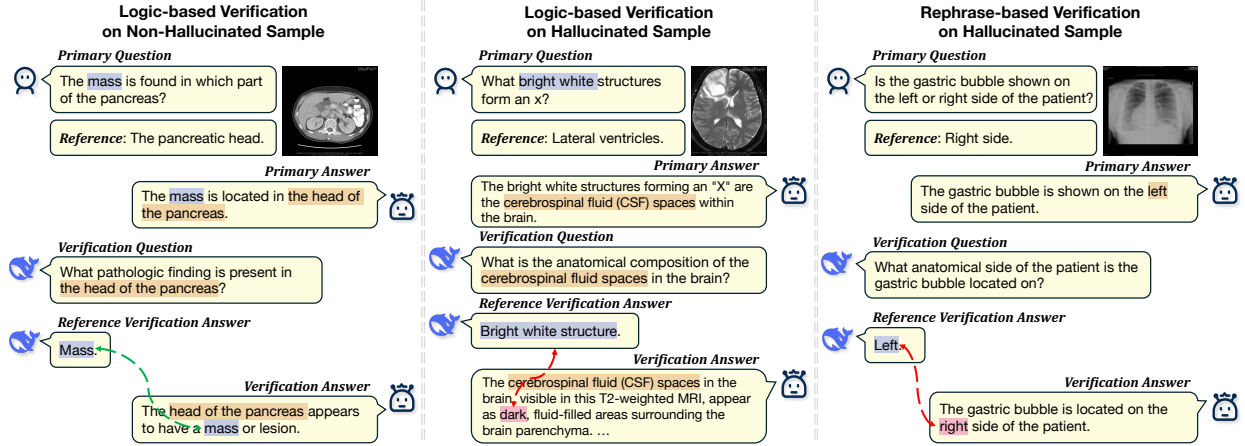 Logic-based Verification
on Non-Hallucinated Sample
Primary Question
The mass is found in which part
of the pancreas?
Reference: The pancreatic head.
Primary Answer
The mass is located in the head of
the pancreas.
Verification Question
What pathologic finding is present in
the head of the pancreas?
Reference Verification Answer
Mass.
Verification Answer
The head of the pancreas appears
to have a mass or lesion.
Logic-based Verification
on Hallucinated Sample
Primary Question
What bright white structures
form an x?
Reference: Lateral ventricles.
Primary Answer
The bright white structures forming an "X" are
the cerebrospinal fluid (CSF) spaces within
the brain.
Verification Question
What is the anatomical composition of the
cerebrospinal fluid spaces in the brain?
Reference Verification Answer
Bright white structure.
Verification Answer
The cerebrospinal fluid (CSF) spaces in the
brain, visible in this T2-weighted MRI, appear
as dark, fluid-filled areas surrounding the
brain parenchyma. ...
Rephrase-based Verification
on Hallucinated Sample
Primary Question
Is the gastric bubble shown on
the left or right side of the patient?
Reference: Right side.
Primary Answer
The gastric bubble is shown on the left
side of the patient.
Verification Question
What anatomical side of the patient is the
gastric bubble located on?
Reference Verification Answer
Left.
Verification Answer
The gastric bubble is located on the
right side of the patient.